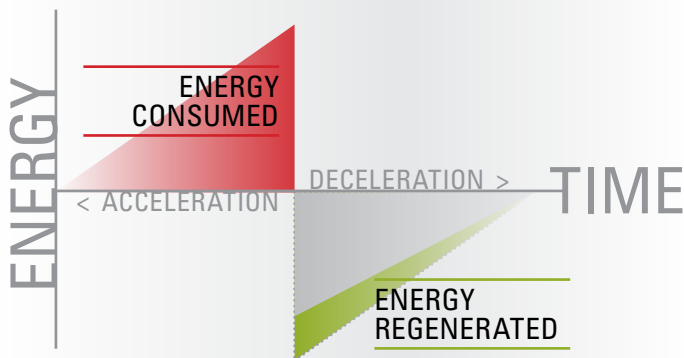 ENERGY
ENERGY
CONSUMED
DECELERATION >
< ACCELERATION
TIME
ENERGY
REGENERATED